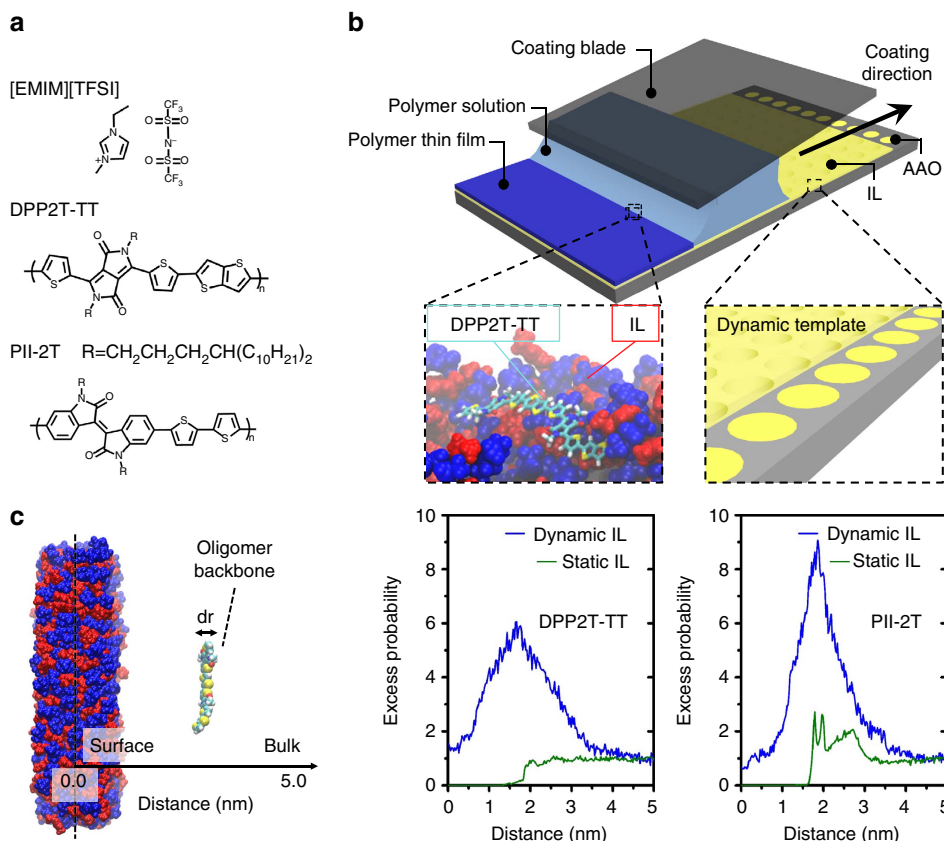 a
[EMIM][TFSI]
CF₃
O=S=O
N⁻
O=S=O
CF₃
N
N
+
DPP2T-TT
R
O
N
S
S
S
S
N
O
R
n
PII-2T R=CH₂CH₂CH₂CH(C₁₀H₂₁)₂
R
N
O
S
S
O
N
R
n
b
Coating blade
Coating
direction
Polymer solution
Polymer thin film
AAO
IL
DPP2T-TT
IL
Dynamic template
c
Oligomer
backbone
dr
Surface
Bulk
0.0
5.0
Distance (nm)
10
8
6
4
2
0
Excess probability
Dynamic IL
Static IL
DPP2T-TT
0 1 2 3 4 5
Distance (nm)
10
8
6
4
2
0
Excess probability
Dynamic IL
Static IL
PII-2T
0 1 2 3 4 5
Distance (nm)